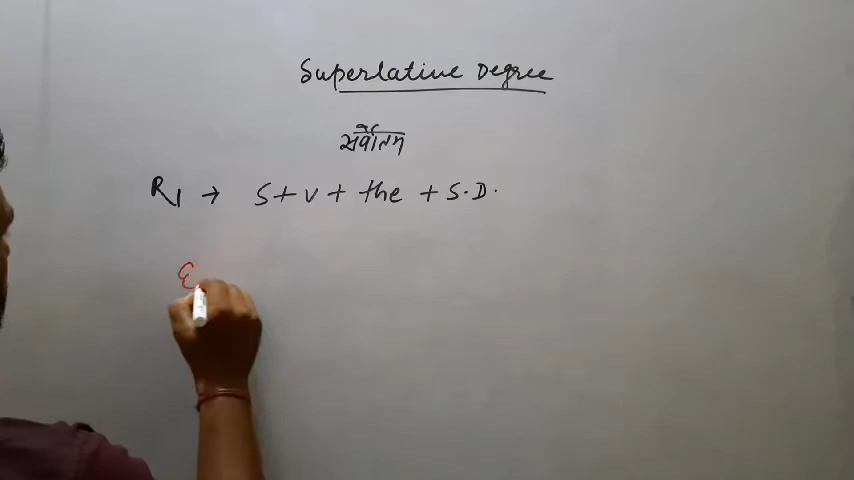 Superlative Degree
सर्वोत्तम
R1 → S + V + the + S.D.
E